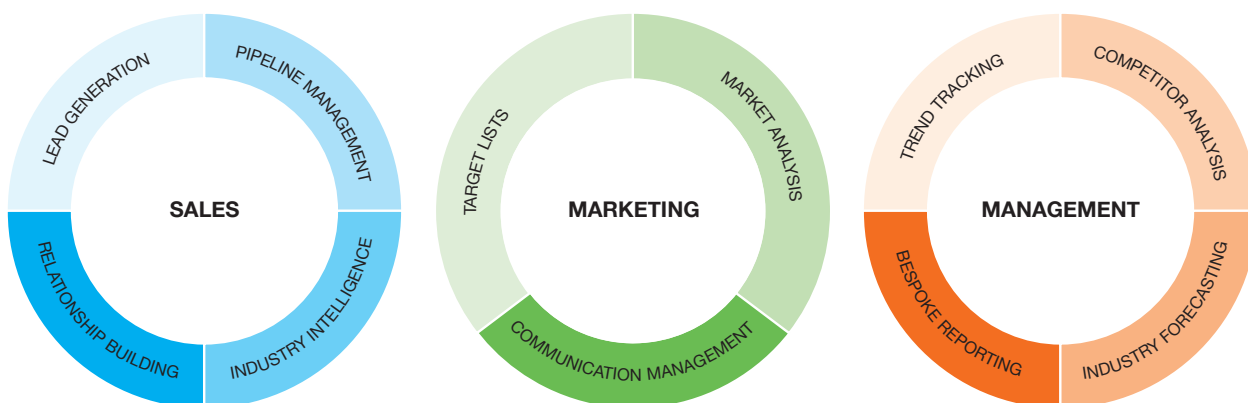 LEAD GENERATION
PIPELINE MANAGEMENT
SALES
RELATIONSHIP BUILDING
INDUSTRY INTELLIGENCE
TARGET LISTS
MARKET ANALYSIS
MARKETING
COMMUNICATION MANAGEMENT
TREND TRACKING
COMPETITOR ANALYSIS
MANAGEMENT
BESPOKE REPORTING
INDUSTRY FORECASTING